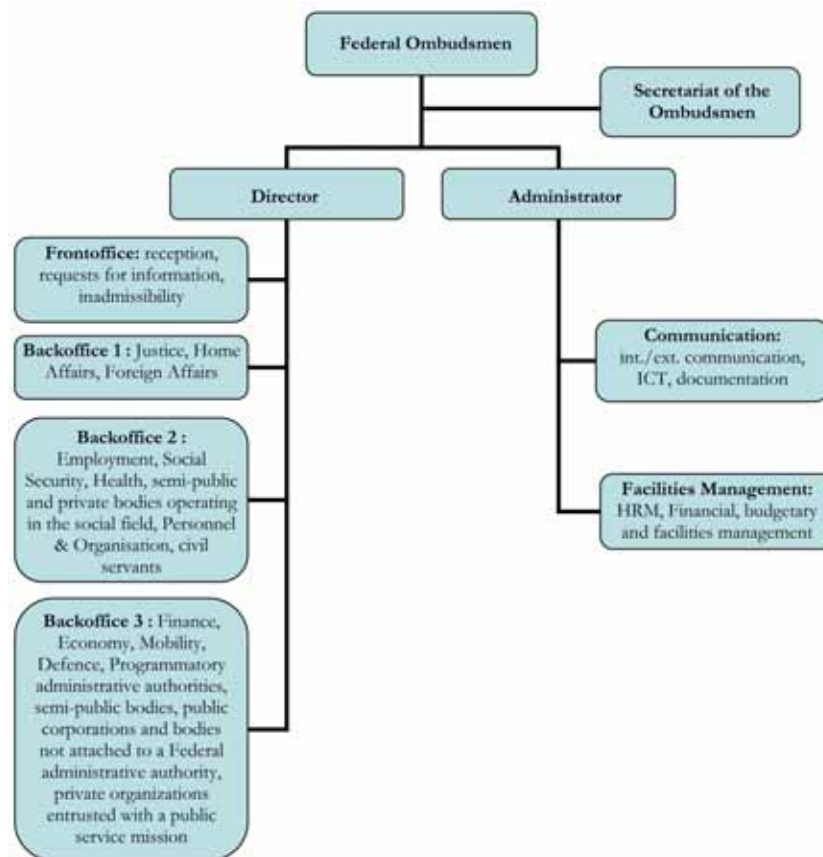 Federal Ombudsmen
Secretariat of the
Ombudsmen
Director
Administrator
Frontoffice: reception,
requests for information,
inadmissibility
Backoffice 1 : Justice, Home
Affairs, Foreign Affairs
Backoffice 2 :
Employment, Social
Security, Health, semi-public
and private bodies operating
in the social field, Personnel
& Organisation, civil
servants
Backoffice 3 : Finance,
Economy, Mobility,
Defence, Programmatory
administrative authorities,
semi-public bodies, public
corporations and bodies
not attached to a Federal
administrative authority,
private organizations
entrusted with a public
service mission
Communication:
int./ext. communication,
ICT, documentation
Facilities Management:
HRM, Financial, budgetary
and facilities management